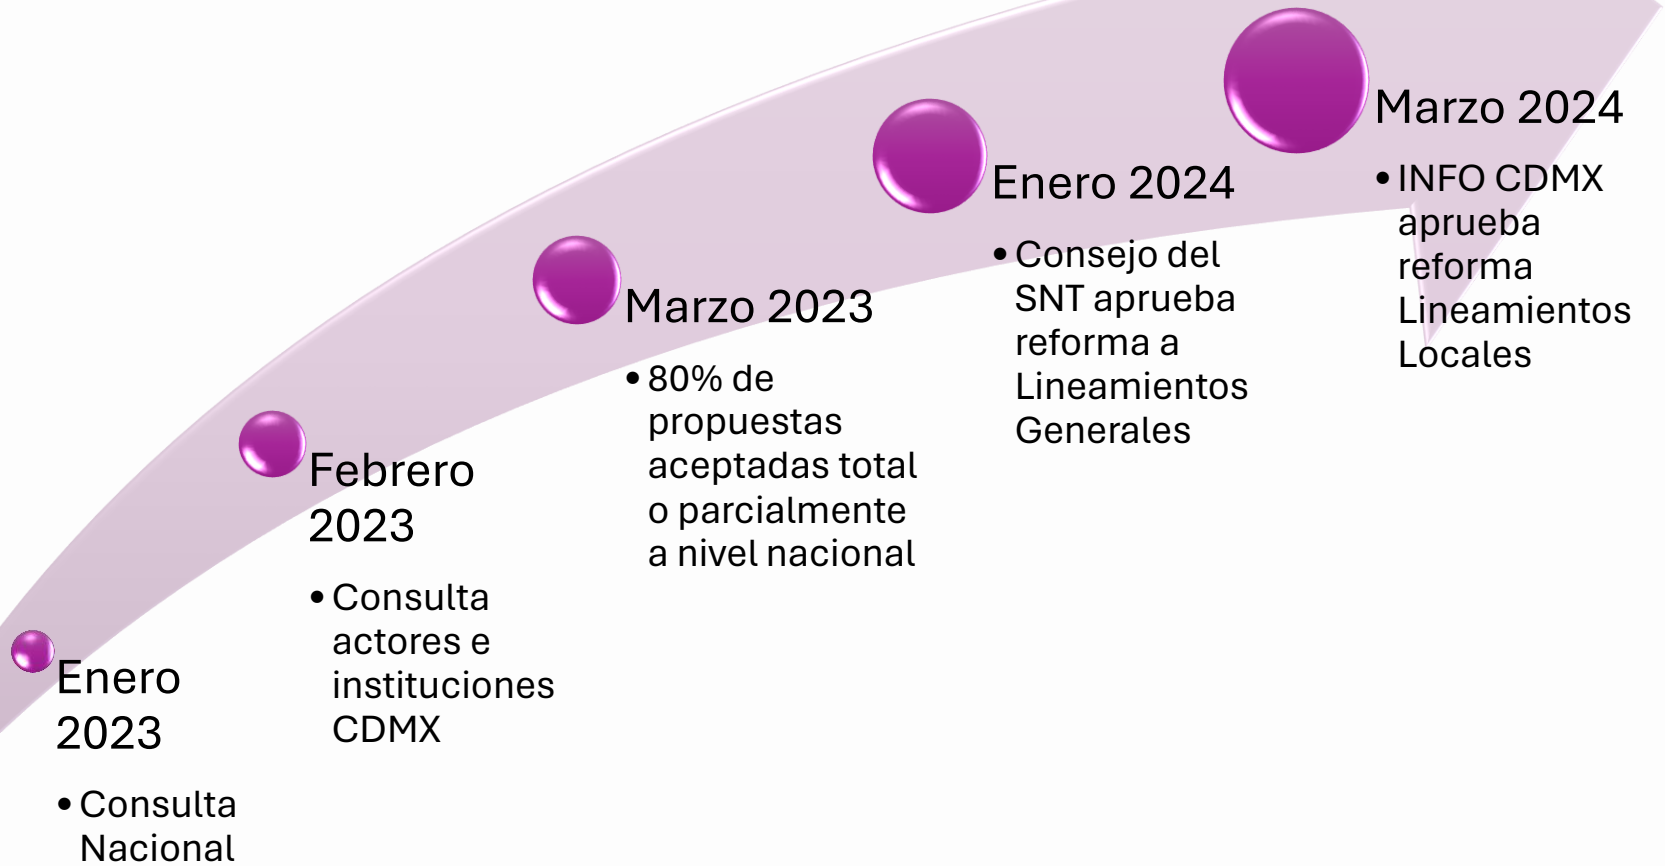 Enero
2023
• Consulta
Nacional
Febrero
2023
• Consulta
actores e
instituciones
CDMX
Marzo 2023
• 80% de
propuestas
aceptadas total
o parcialmente
a nivel nacional
Enero 2024
• Consejo del
SNT aprueba
reforma a
Lineamientos
Generales
Marzo 2024
• INFO CDMX
aprueba
reforma
Lineamientos
Locales